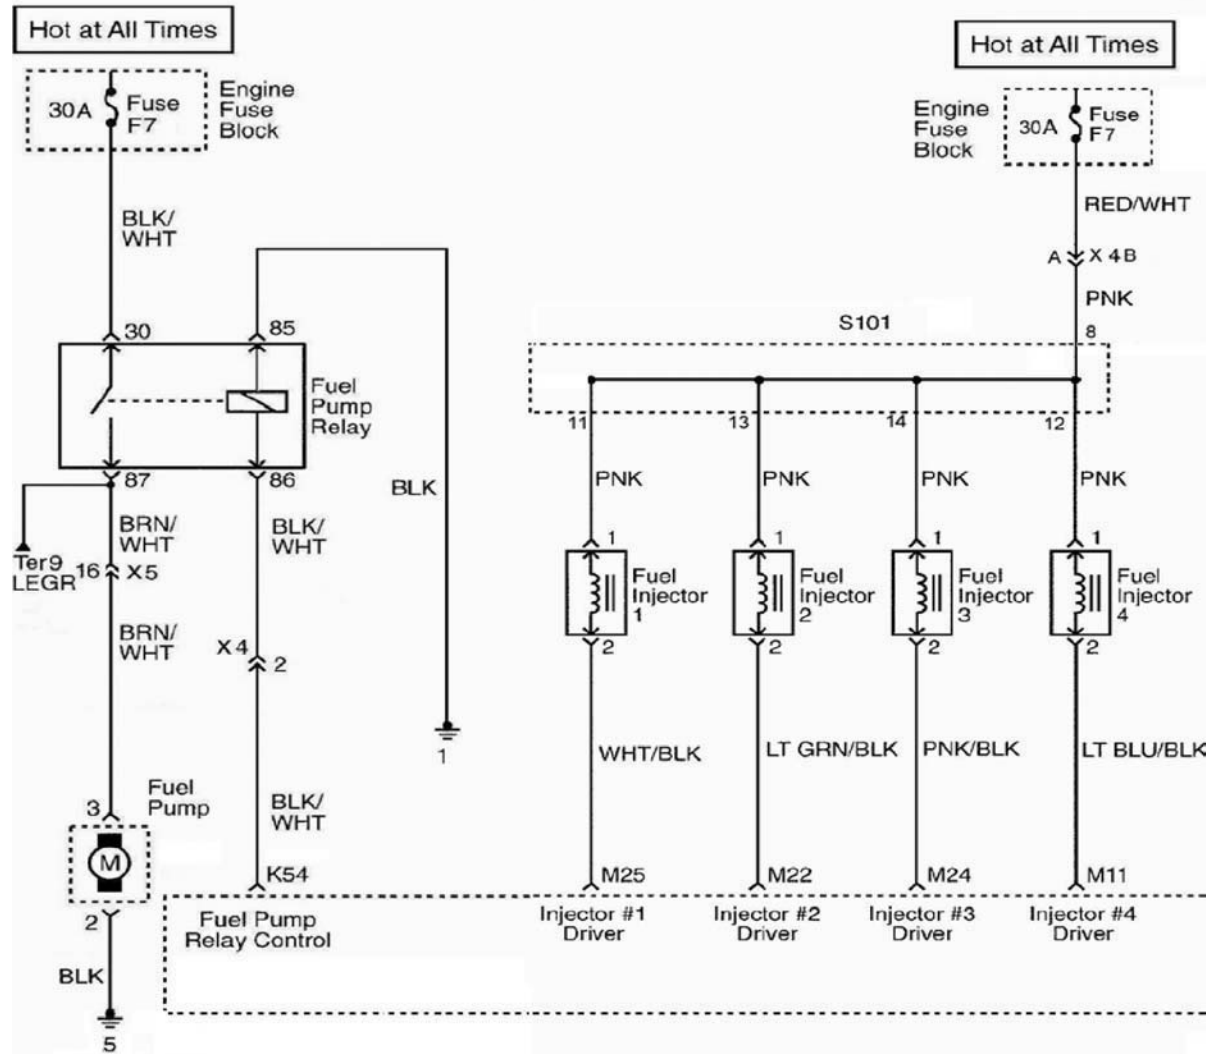 Hot at All Times
30A
Fuse
F7
Engine
Fuse
Block
BLK/
WHT
30
85
Fuel
Pump
Relay
87
86
Ter9
LEGR
BRN/
WHT
16
X5
BRN/
WHT
BLK/
WHT
X4
2
BLK
1
BLK/
WHT
3
Fuel
Pump
M
2
BLK
5
K54
Fuel Pump
Relay Control
Hot at All Times
Engine
Fuse
Block
30A
Fuse
F7
RED/WHT
A
X 4B
PNK
S101
8
11
13
14
12
PNK
PNK
PNK
PNK
1
1
1
1
Fuel
Injector
1
Fuel
Injector
2
Fuel
Injector
3
Fuel
Injector
4
2
2
2
2
WHT/BLK
LT GRN/BLK
PNK/BLK
LT BLU/BLK
M25
M22
M24
M11
Injector #1
Driver
Injector #2
Driver
Injector #3
Driver
Injector #4
Driver